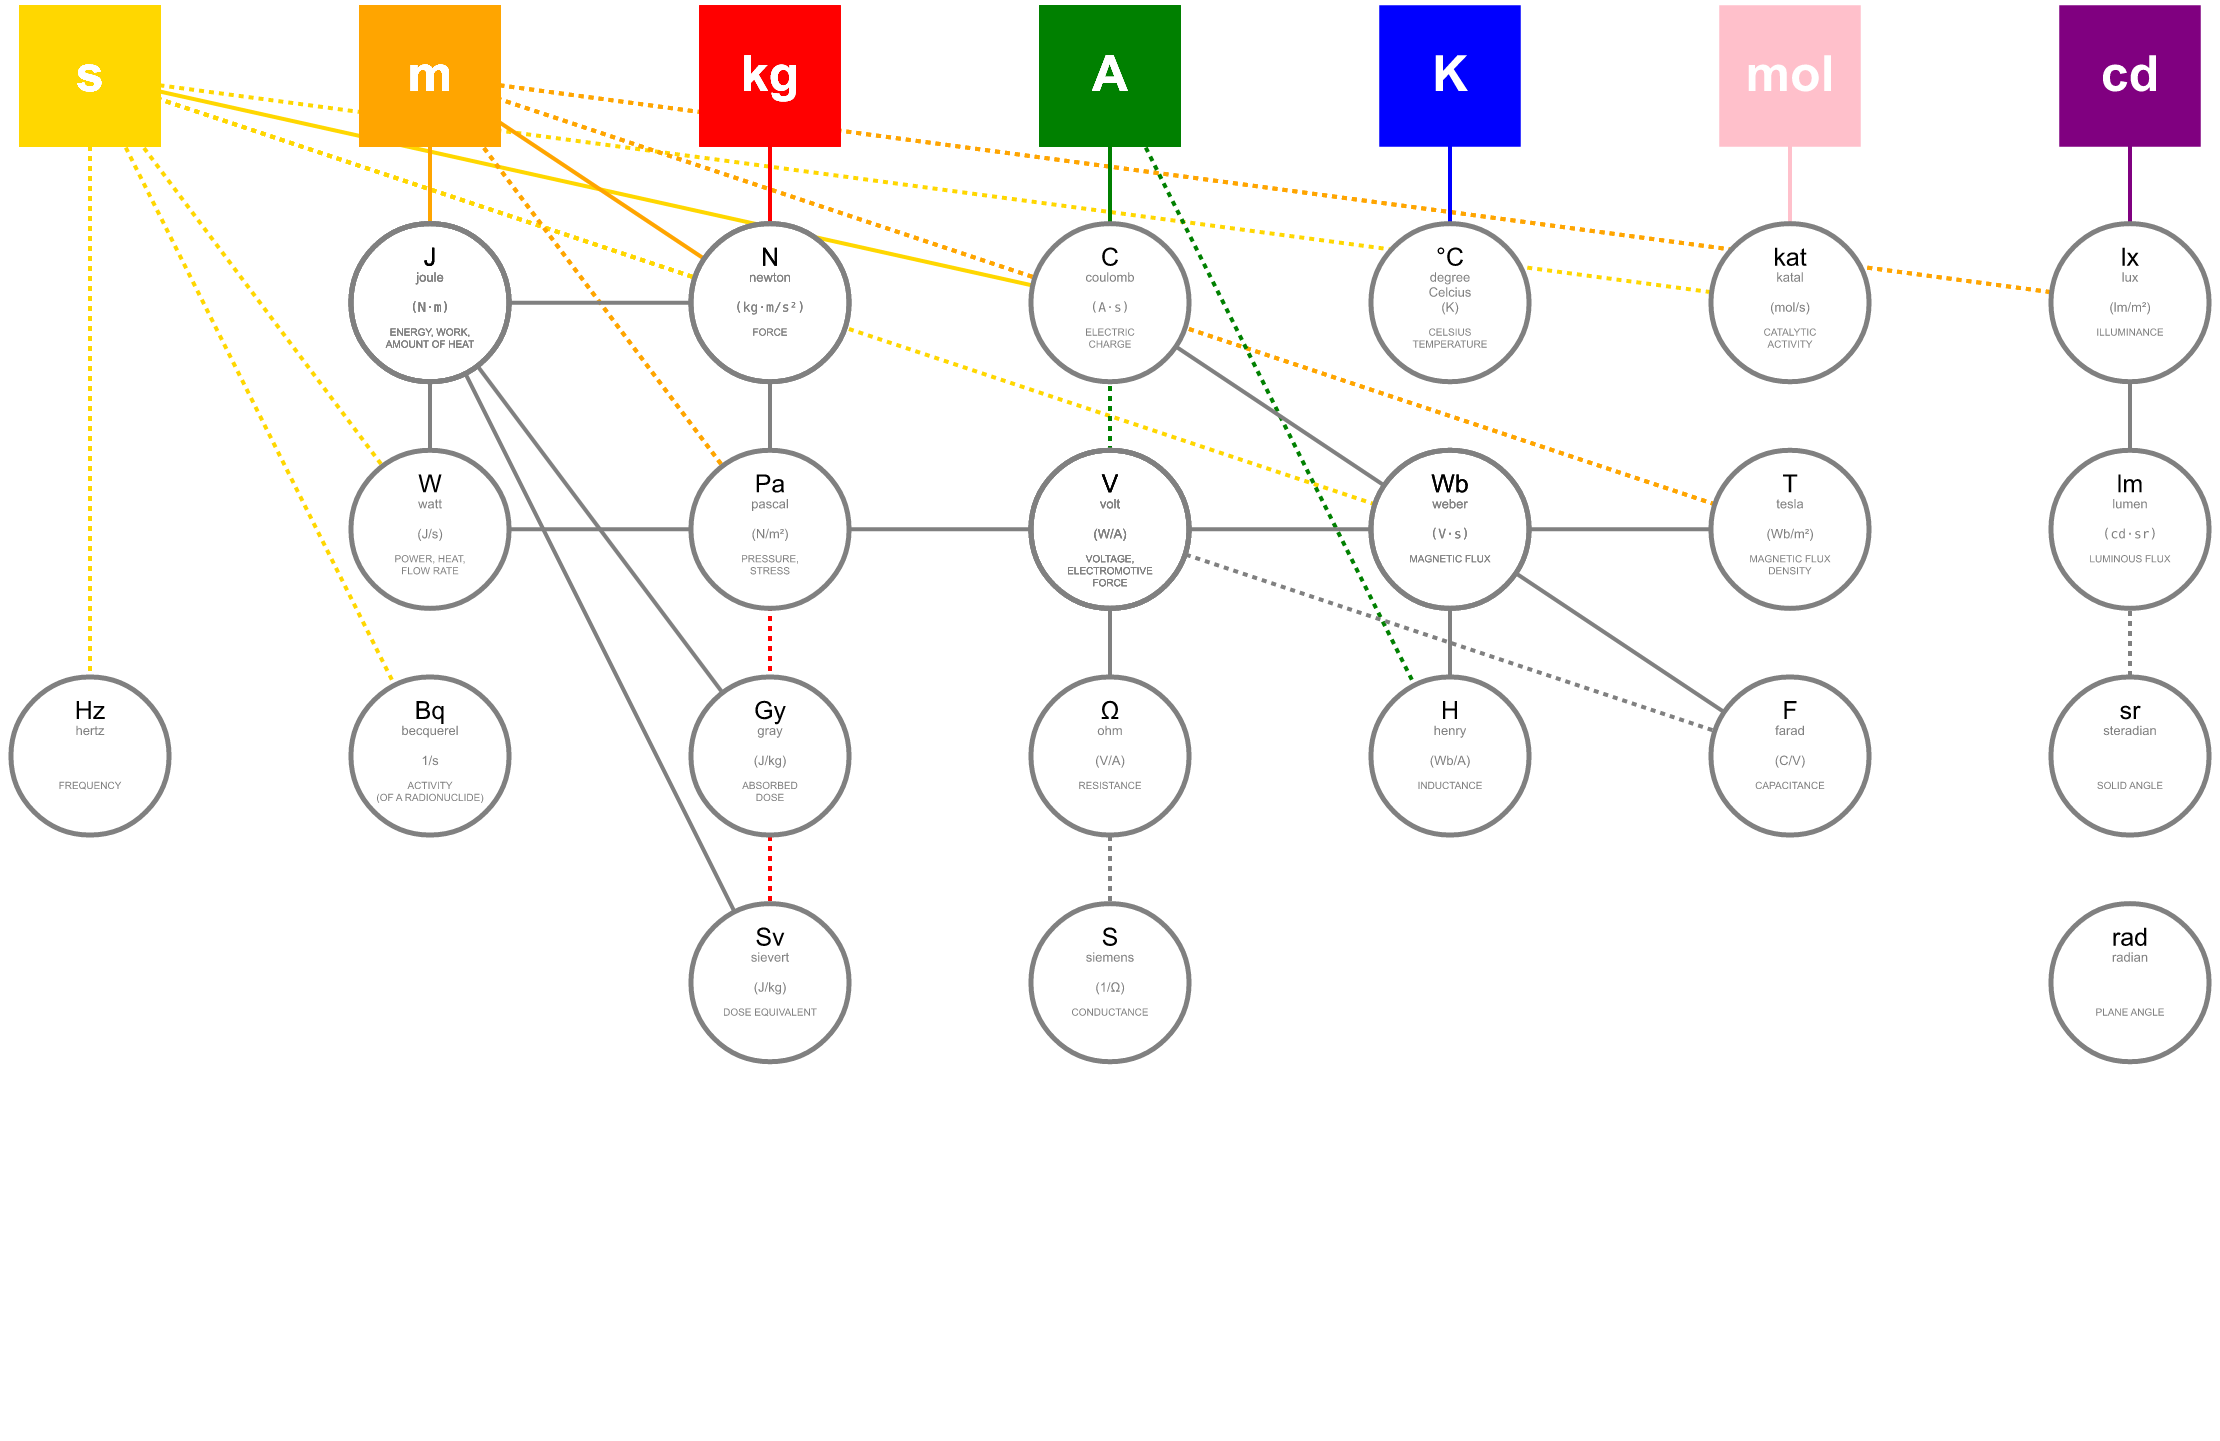 s
m
kg
A
K
mol
cd
J
joule
(N·m)
ENERGY, WORK,
AMOUNT OF HEAT
N
newton
(kg·m/s²)
FORCE
C
coulomb
(A·s)
ELECTRIC
CHARGE
°C
degree
Celcius
(K)
CELSIUS
TEMPERATURE
kat
katal
(mol/s)
CATALYTIC
ACTIVITY
lx
lux
(lm/m²)
ILLUMINANCE
W
watt
(J/s)
POWER, HEAT,
FLOW RATE
Pa
pascal
(N/m²)
PRESSURE,
STRESS
V
volt
(W/A)
VOLTAGE,
ELECTROMOTIVE
FORCE
Wb
weber
(V·s)
MAGNETIC FLUX
T
tesla
(Wb/m²)
MAGNETIC FLUX
DENSITY
lm
lumen
(cd·sr)
LUMINOUS FLUX
Hz
hertz
FREQUENCY
Bq
becquerel
1/s
ACTIVITY
(OF A RADIONUCLIDE)
Gy
gray
(J/kg)
ABSORBED
DOSE
Ω
ohm
(V/A)
RESISTANCE
H
henry
(Wb/A)
INDUCTANCE
F
farad
(C/V)
CAPACITANCE
sr
steradian
SOLID ANGLE
Sv
sievert
(J/kg)
DOSE EQUIVALENT
S
siemens
(1/Ω)
CONDUCTANCE
rad
radian
PLANE ANGLE